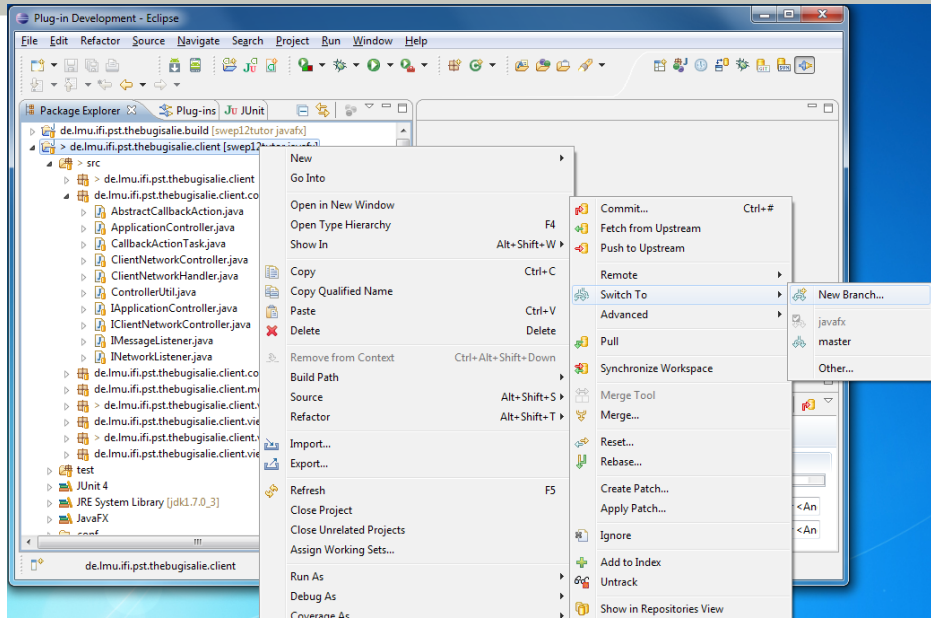 Plug-in Development - Eclipse
File Edit Refactor Source Navigate Search Project Run Window Help
Package Explorer Plug-ins JUnit
de.lmu.ifi.pst.thebugisalie.build [swep12tutor javafx]
> de.lmu.ifi.pst.thebugisalie.client [swep12tutor javafx]
> src
> de.lmu.ifi.pst.thebugisalie.client
de.lmu.ifi.pst.thebugisalie.client.co
AbstractCallbackAction.java
ApplicationController.java
CallbackActionTask.java
ClientNetworkController.java
ClientNetworkHandler.java
ControllerUtil.java
IApplicationController.java
IClientNetworkController.java
IMessageListener.java
INetworkListener.java
de.lmu.ifi.pst.thebugisalie.client.co
de.lmu.ifi.pst.thebugisalie.client.m
> de.lmu.ifi.pst.thebugisalie.client.v
de.lmu.ifi.pst.thebugisalie.client.vie
> de.lmu.ifi.pst.thebugisalie.client.v
de.lmu.ifi.pst.thebugisalie.client.vie
test
JUnit 4
JRE System Library [jdk1.7.0_3]
JavaFX
conf
de.lmu.ifi.pst.thebugisalie.client
New
Go Into
Open in New Window
Open Type Hierarchy F4
Show In Alt+Shift+W
Copy Ctrl+C
Copy Qualified Name
Paste Ctrl+V
Delete Delete
Remove from Context Ctrl+Alt+Shift+Down
Build Path
Source Alt+Shift+S
Refactor Alt+Shift+T
Import...
Export...
Refresh F5
Close Project
Close Unrelated Projects
Assign Working Sets...
Run As
Debug As
Coverage As
Commit... Ctrl+#
Fetch from Upstream
Push to Upstream
Remote
Switch To
Advanced
Pull
Synchronize Workspace
Merge Tool
Merge...
Reset...
Rebase...
Create Patch...
Apply Patch...
Ignore
Add to Index
Untrack
Show in Repositories View
New Branch...
javafx
master
Other...
<An
<An